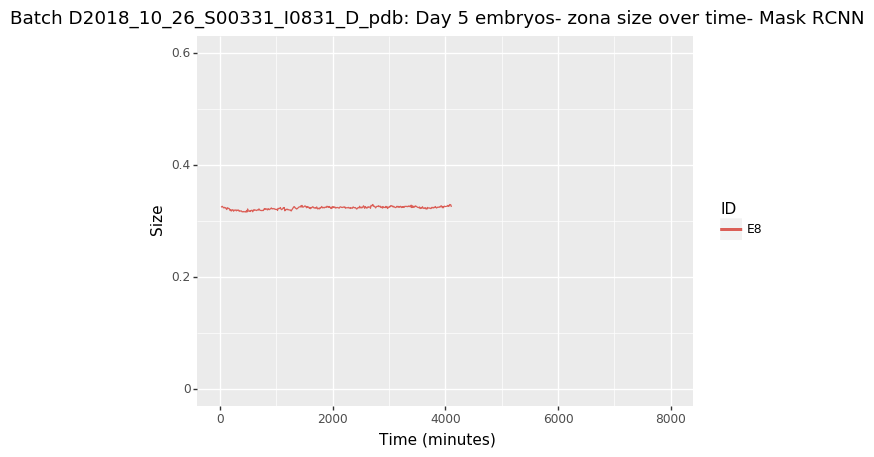 Batch D2018_10_26_S00331_I0831_D_pdb: Day 5 embryos- zona size over time- Mask RCNN
0.6
0.4
0.2
0
Size
0
2000
4000
6000
8000
Time (minutes)
ID
E8